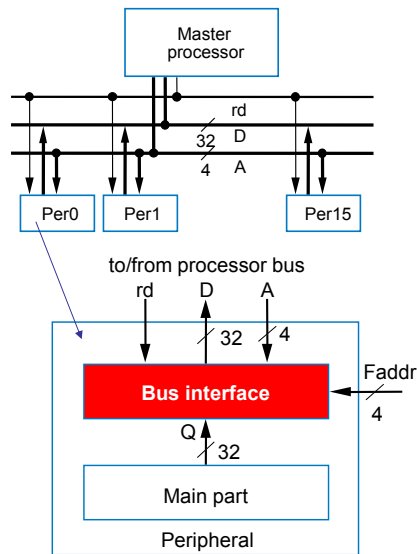 Master
processor
rd
32
D
4
A
Per0
Per1
Per15
to/from processor bus
rd
D
A
32
4
Bus interface
Faddr
4
Q
32
Main part
Peripheral